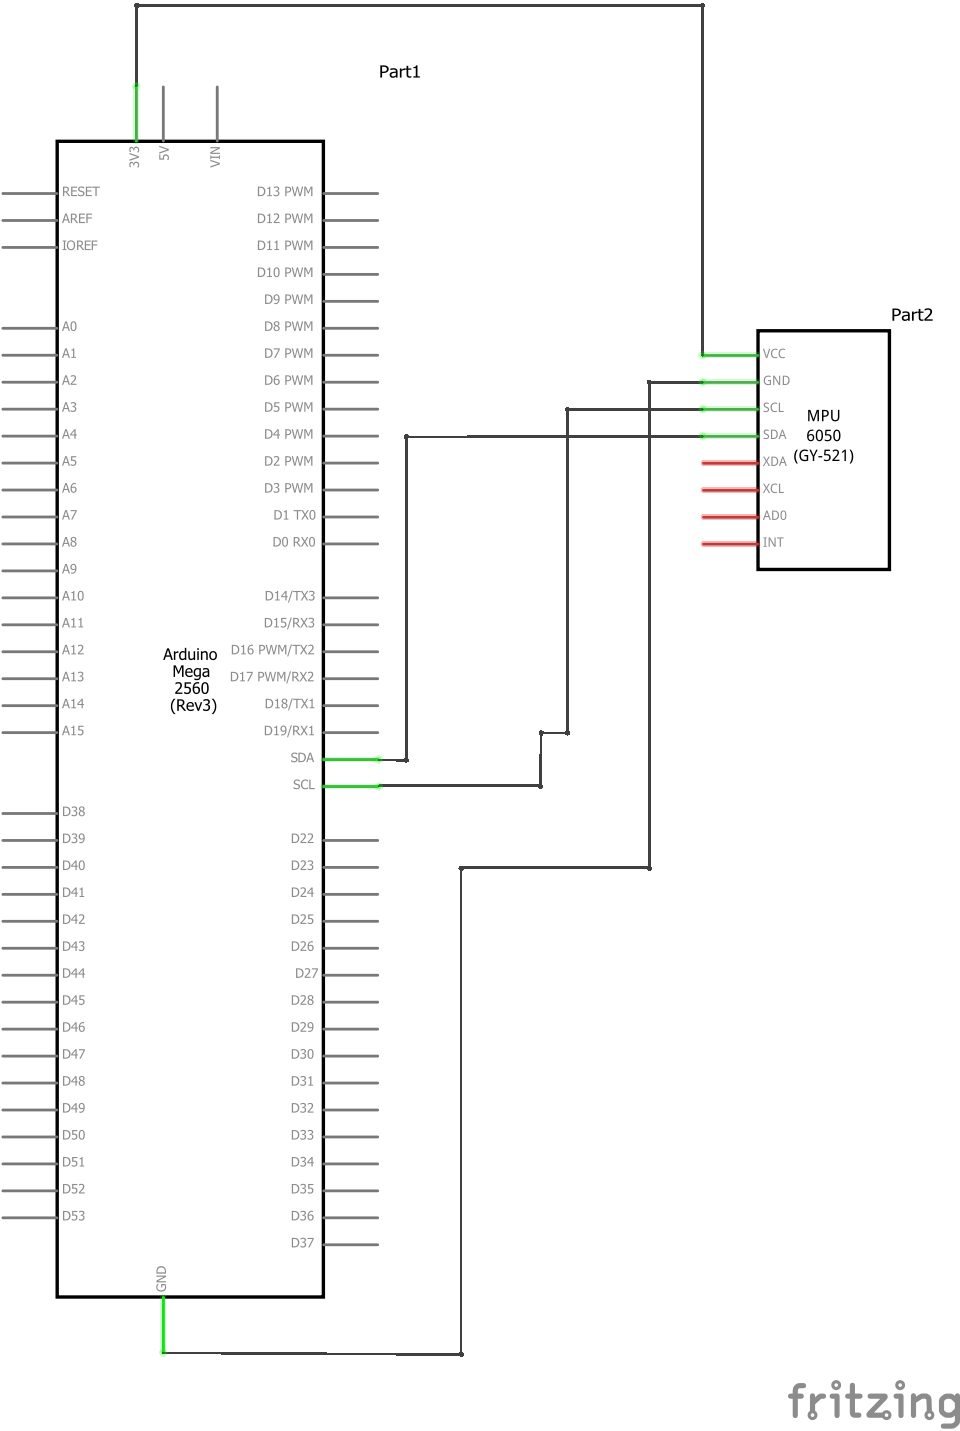 Part1
3V3
5V
VIN
RESET
AREF
IOREF
A0
A1
A2
A3
A4
A5
A6
A7
A8
A9
A10
A11
A12
A13
A14
A15
D38
D39
D40
D41
D42
D43
D44
D45
D46
D47
D48
D49
D50
D51
D52
D53
Arduino
Mega
2560
(Rev3)
D13 PWM
D12 PWM
D11 PWM
D10 PWM
D9 PWM
D8 PWM
D7 PWM
D6 PWM
D5 PWM
D4 PWM
D2 PWM
D3 PWM
D1 TX0
D0 RX0
D14/TX3
D15/RX3
D16 PWM/TX2
D17 PWM/RX2
D18/TX1
D19/RX1
SDA
SCL
D22
D23
D24
D25
D26
D27
D28
D29
D30
D31
D32
D33
D34
D35
D36
D37
GND
Part2
VCC
GND
SCL
SDA
XDA
XCL
AD0
INT
MPU
6050
(GY-521)
fritzing